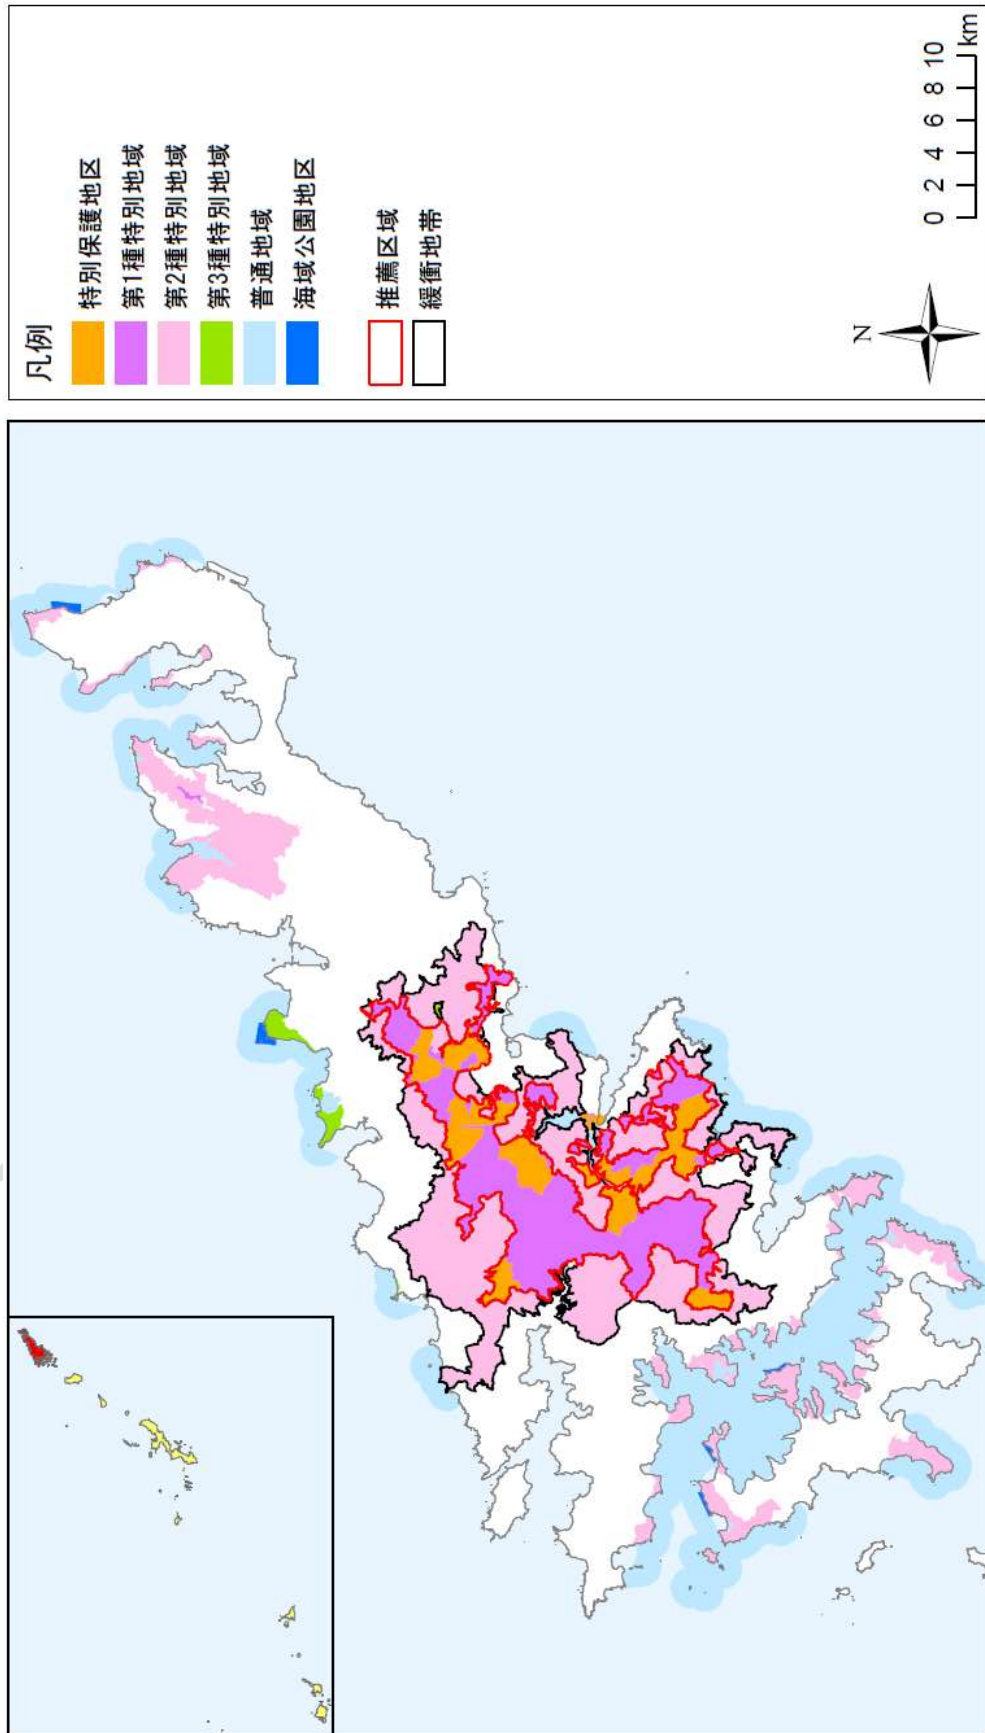 凡例
特別保護地区
第1種特別地域
第2種特別地域
第3種特別地域
普通地域
海域公園地区
推薦区域
緩衝地帯
N
0 2 4 6 8 10
km